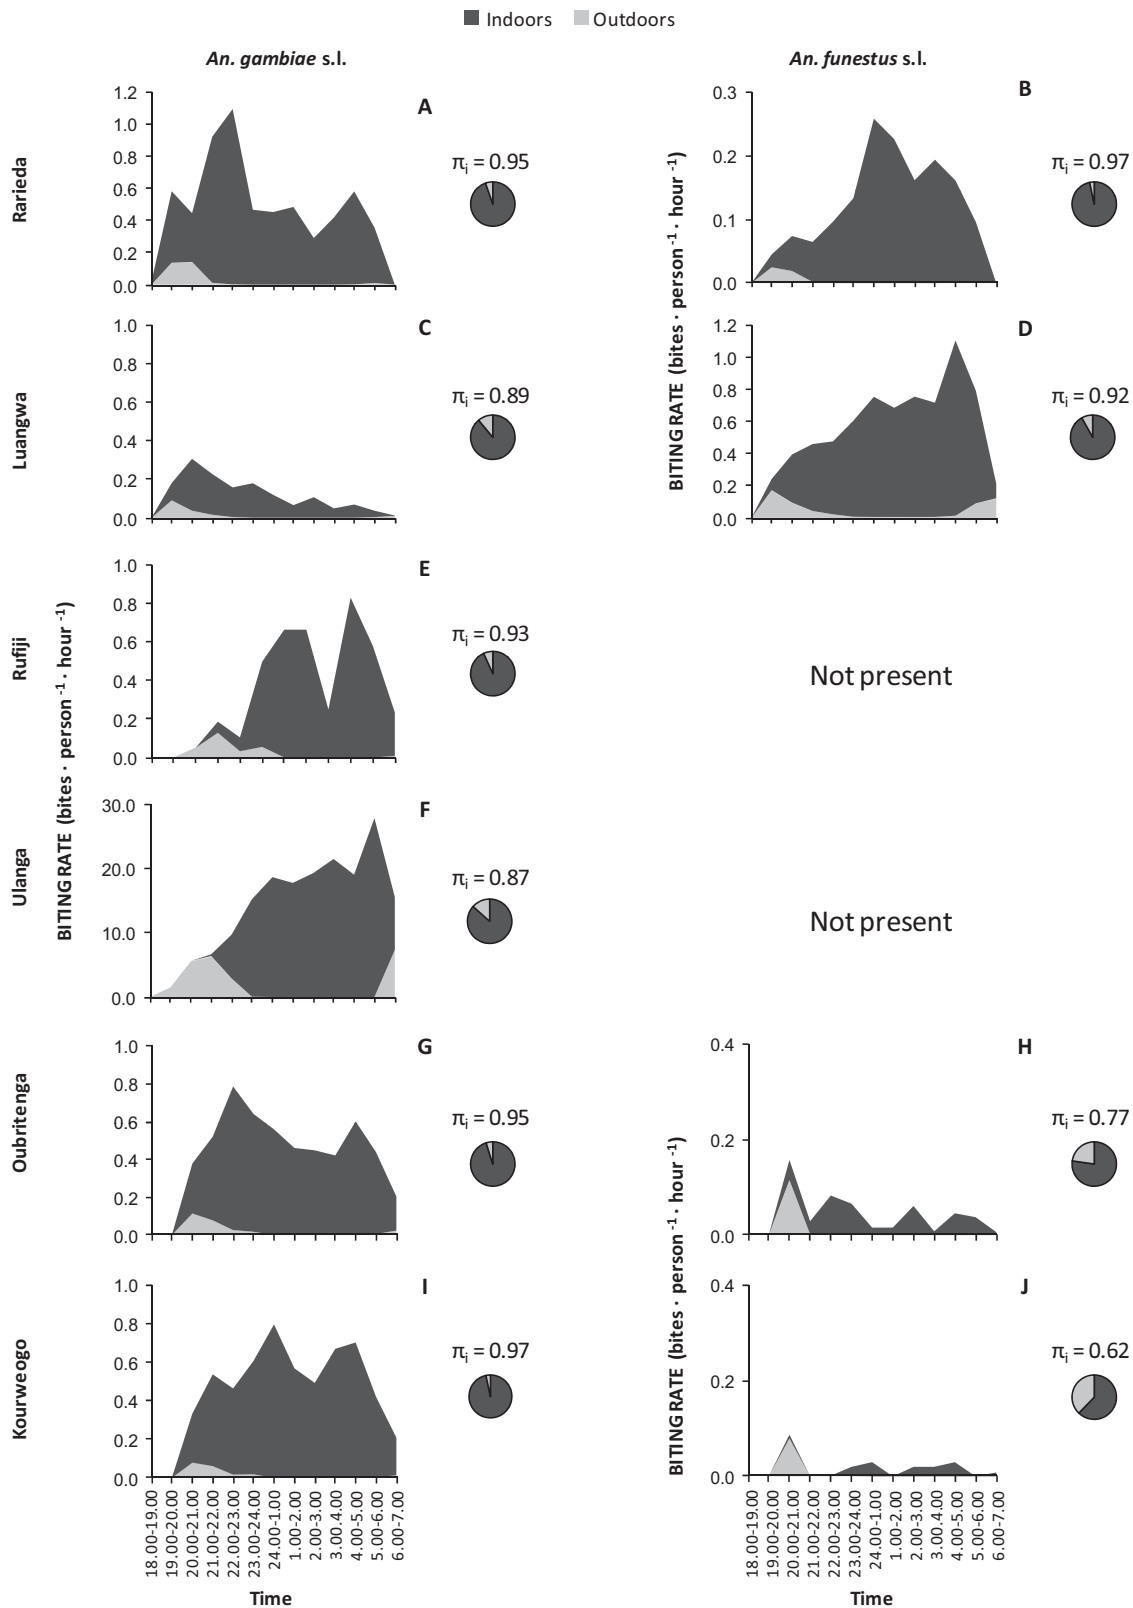 Indoors Outdoors
An. gambiae s.l.
An. funestus s.l.
Rarieda
1.2
1.0
0.8
0.6
0.4
0.2
0.0
A
πi = 0.95
BITING RATE (bites · person-1 · hour -1)
0.3
0.2
0.1
0.0
B
πi = 0.97
Luangwa
1.0
0.8
0.6
0.4
0.2
0.0
C
πi = 0.89
1.2
1.0
0.8
0.6
0.4
0.2
0.0
D
πi = 0.92
BITING RATE (bites · person-1 · hour -1)
Rufiji
1.0
0.8
0.6
0.4
0.2
0.0
E
πi = 0.93
Not present
Ulanga
30.0
20.0
10.0
0.0
F
πi = 0.87
Not present
Oubritenga
1.0
0.8
0.6
0.4
0.2
0.0
G
πi = 0.95
BITING RATE (bites · person-1 · hour -1)
0.4
0.2
0.0
H
πi = 0.77
Kourweogo
1.0
0.8
0.6
0.4
0.2
0.0
I
πi = 0.97
0.4
0.2
0.0
J
πi = 0.62
18.00-19.00
19.00-20.00
20.00-21.00
21.00-22.00
22.00-23.00
23.00-24.00
24.00-1.00
1.00-2.00
2.00-3.00
3.00.4.00
4.00-5.00
5.00-6.00
6.00-7.00
Time
18.00-19.00
19.00-20.00
20.00-21.00
21.00-22.00
22.00-23.00
23.00-24.00
24.00-1.00
1.00-2.00
2.00-3.00
3.00.4.00
4.00-5.00
5.00-6.00
6.00-7.00
Time